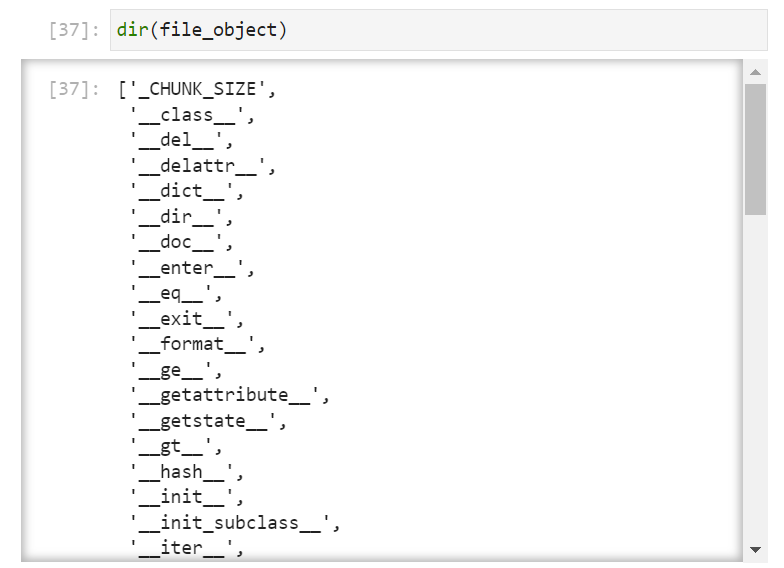 [37]: dir(file_object)
[37]: ['_CHUNK_SIZE',
'__class__',
'__del__',
'__delattr__',
'__dict__',
'__dir__',
'__doc__',
'__enter__',
'__eq__',
'__exit__',
'__format__',
'__ge__',
'__getattribute__',
'__getstate__',
'__gt__',
'__hash__',
'__init__',
'__init_subclass__',
'__iter__',